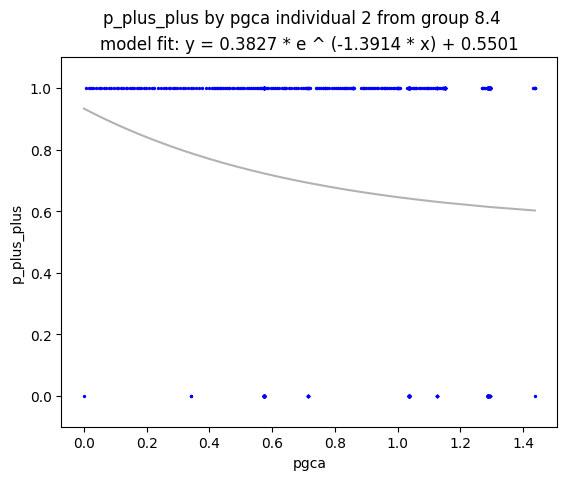 p_plus_plus by pgca individual 2 from group 8.4
model fit: y = 0.3827 * e ^ (-1.3914 * x) + 0.5501
1.0
0.8
0.6
0.4
0.2
0.0
p_plus_plus
0.0 0.2 0.4 0.6 0.8 1.0 1.2 1.4
pgca